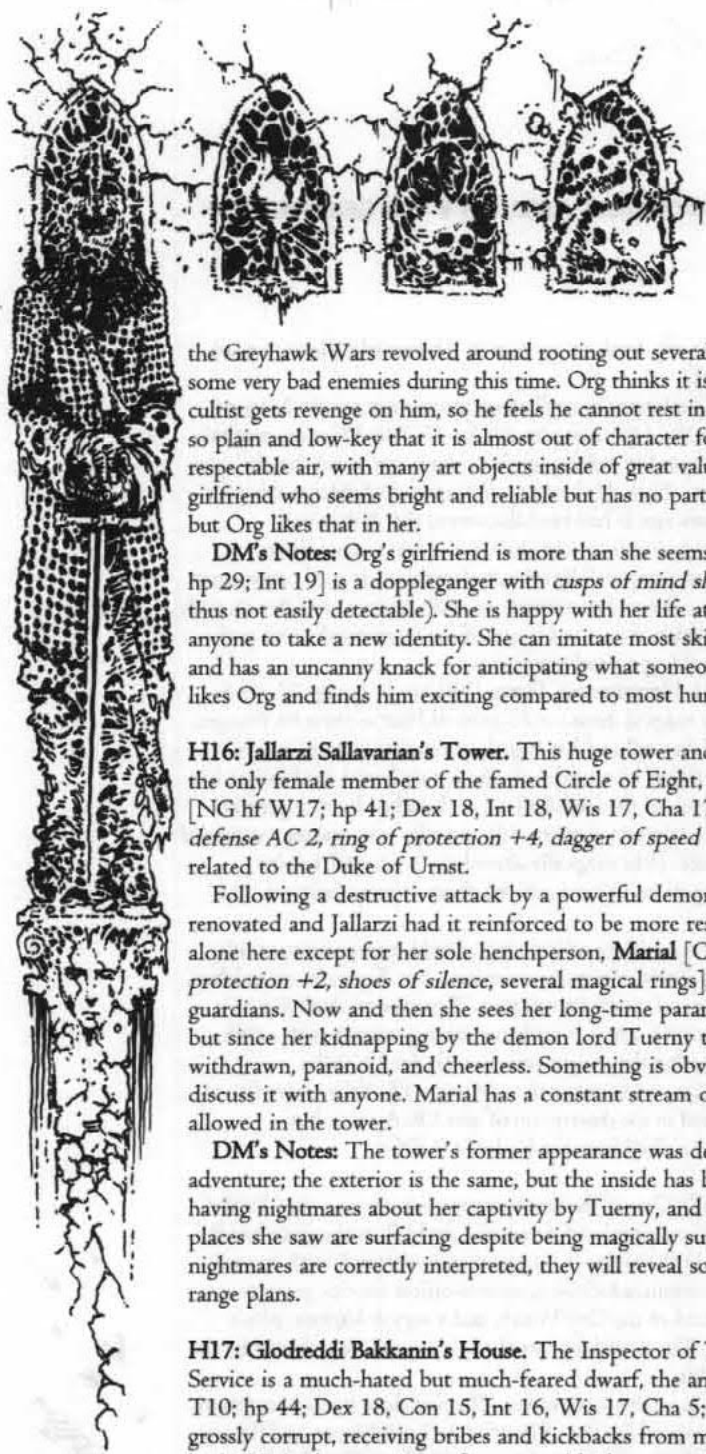 the Greyhawk Wars revolved around rooting out several
some very bad enemies during this time. Org thinks it is
cultist gets revenge on him, so he feels he cannot rest in
so plain and low-key that it is almost out of character fo
respectable air, with many art objects inside of great valu
girlfriend who seems bright and reliable but has no part
but Org likes that in her.
DM's Notes: Org's girlfriend is more than she seems
hp 29; Int 19] is a doppleganger with cusps of mind sh
thus not easily detectable). She is happy with her life at
anyone to take a new identity. She can imitate most ski
and has an uncanny knack for anticipating what someo
likes Org and finds him exciting compared to most hum
H16: Jallarzi Sallavarian's Tower. This huge tower and
the only female member of the famed Circle of Eight,
[NG hf W17; hp 41; Dex 18, Int 18, Wis 17, Cha 17
defense AC 2, ring of protection +4, dagger of speed
related to the Duke of Urnst.
Following a destructive attack by a powerful demon
renovated and Jallarzi had it reinforced to be more re
alone here except for her sole henchperson, Marial [C
protection +2, shoes of silence, several magical rings]
guardians. Now and then she sees her long-time param
but since her kidnapping by the demon lord Tuerny t
withdrawn, paranoid, and cheerless. Something is obv
discuss it with anyone. Marial has a constant stream o
allowed in the tower.
DM's Notes: The tower's former appearance was de
adventure; the exterior is the same, but the inside has b
having nightmares about her captivity by Tuerny, and
places she saw are surfacing despite being magically su
nightmares are correctly interpreted, they will reveal so
range plans.
H17: Glodreddi Bakkanin's House. The Inspector of
Service is a much-hated but much-feared dwarf, the an
T10; hp 44; Dex 18, Con 15, Int 16, Wis 17, Cha 5;
grossly corrupt, receiving bribes and kickbacks from m